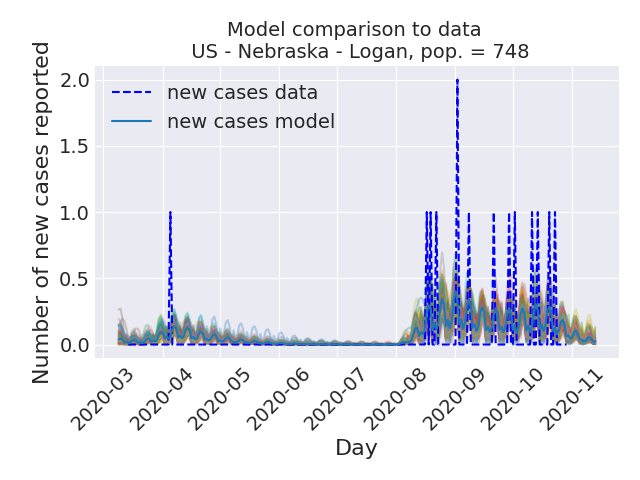 Model comparison to data
US - Nebraska - Logan, pop. = 748
Number of new cases reported
2.0
1.5
1.0
0.5
0.0
new cases data
new cases model
2020-03
2020-04
2020-05
2020-06
2020-07
2020-08
2020-09
2020-10
2020-11
Day